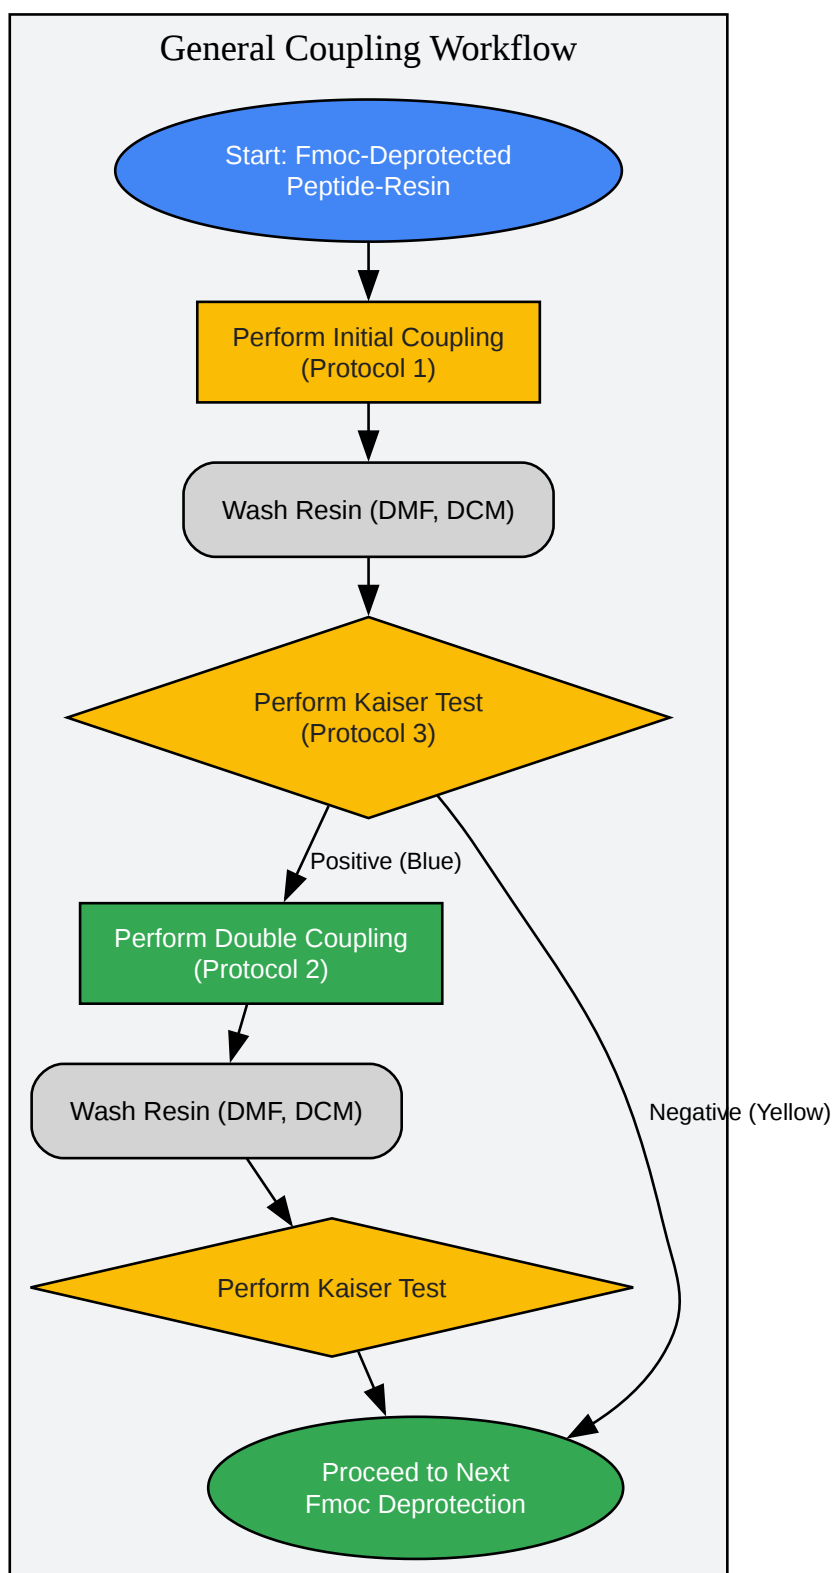 General Coupling Workflow
Start: Fmoc-Deprotected
Peptide-Resin
Perform Initial Coupling
(Protocol 1)
Wash Resin (DMF, DCM)
Perform Kaiser Test
(Protocol 3)
Positive (Blue)
Perform Double Coupling
(Protocol 2)
Wash Resin (DMF, DCM)
Negative (Yellow)
Perform Kaiser Test
Proceed to Next
Fmoc Deprotection